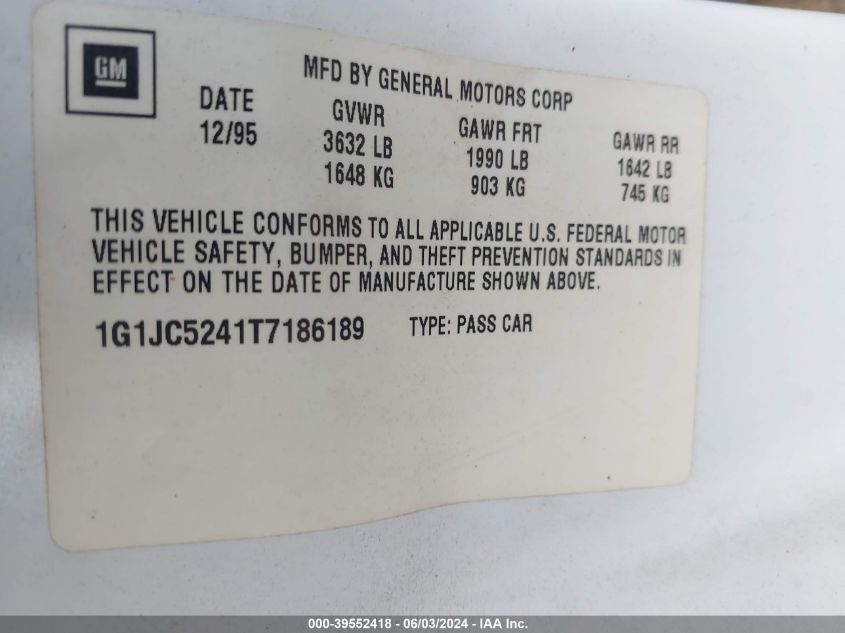 GM
MFD BY GENERAL MOTORS CORP
DATE GVWR GAWR FRT GAWR RR
12/95 3632 LB 1990 LB 1642 LB
1648 KG 903 KG 745 KG
THIS VEHICLE CONFORMS TO ALL APPLICABLE U.S. FEDERAL MOTOR
VEHICLE SAFETY, BUMPER, AND THEFT PREVENTION STANDARDS IN
EFFECT ON THE DATE OF MANUFACTURE SHOWN ABOVE.
1G1JC5241T7186189 TYPE: PASS CAR
000-39552418 - 06/03/2024 - IAA Inc.